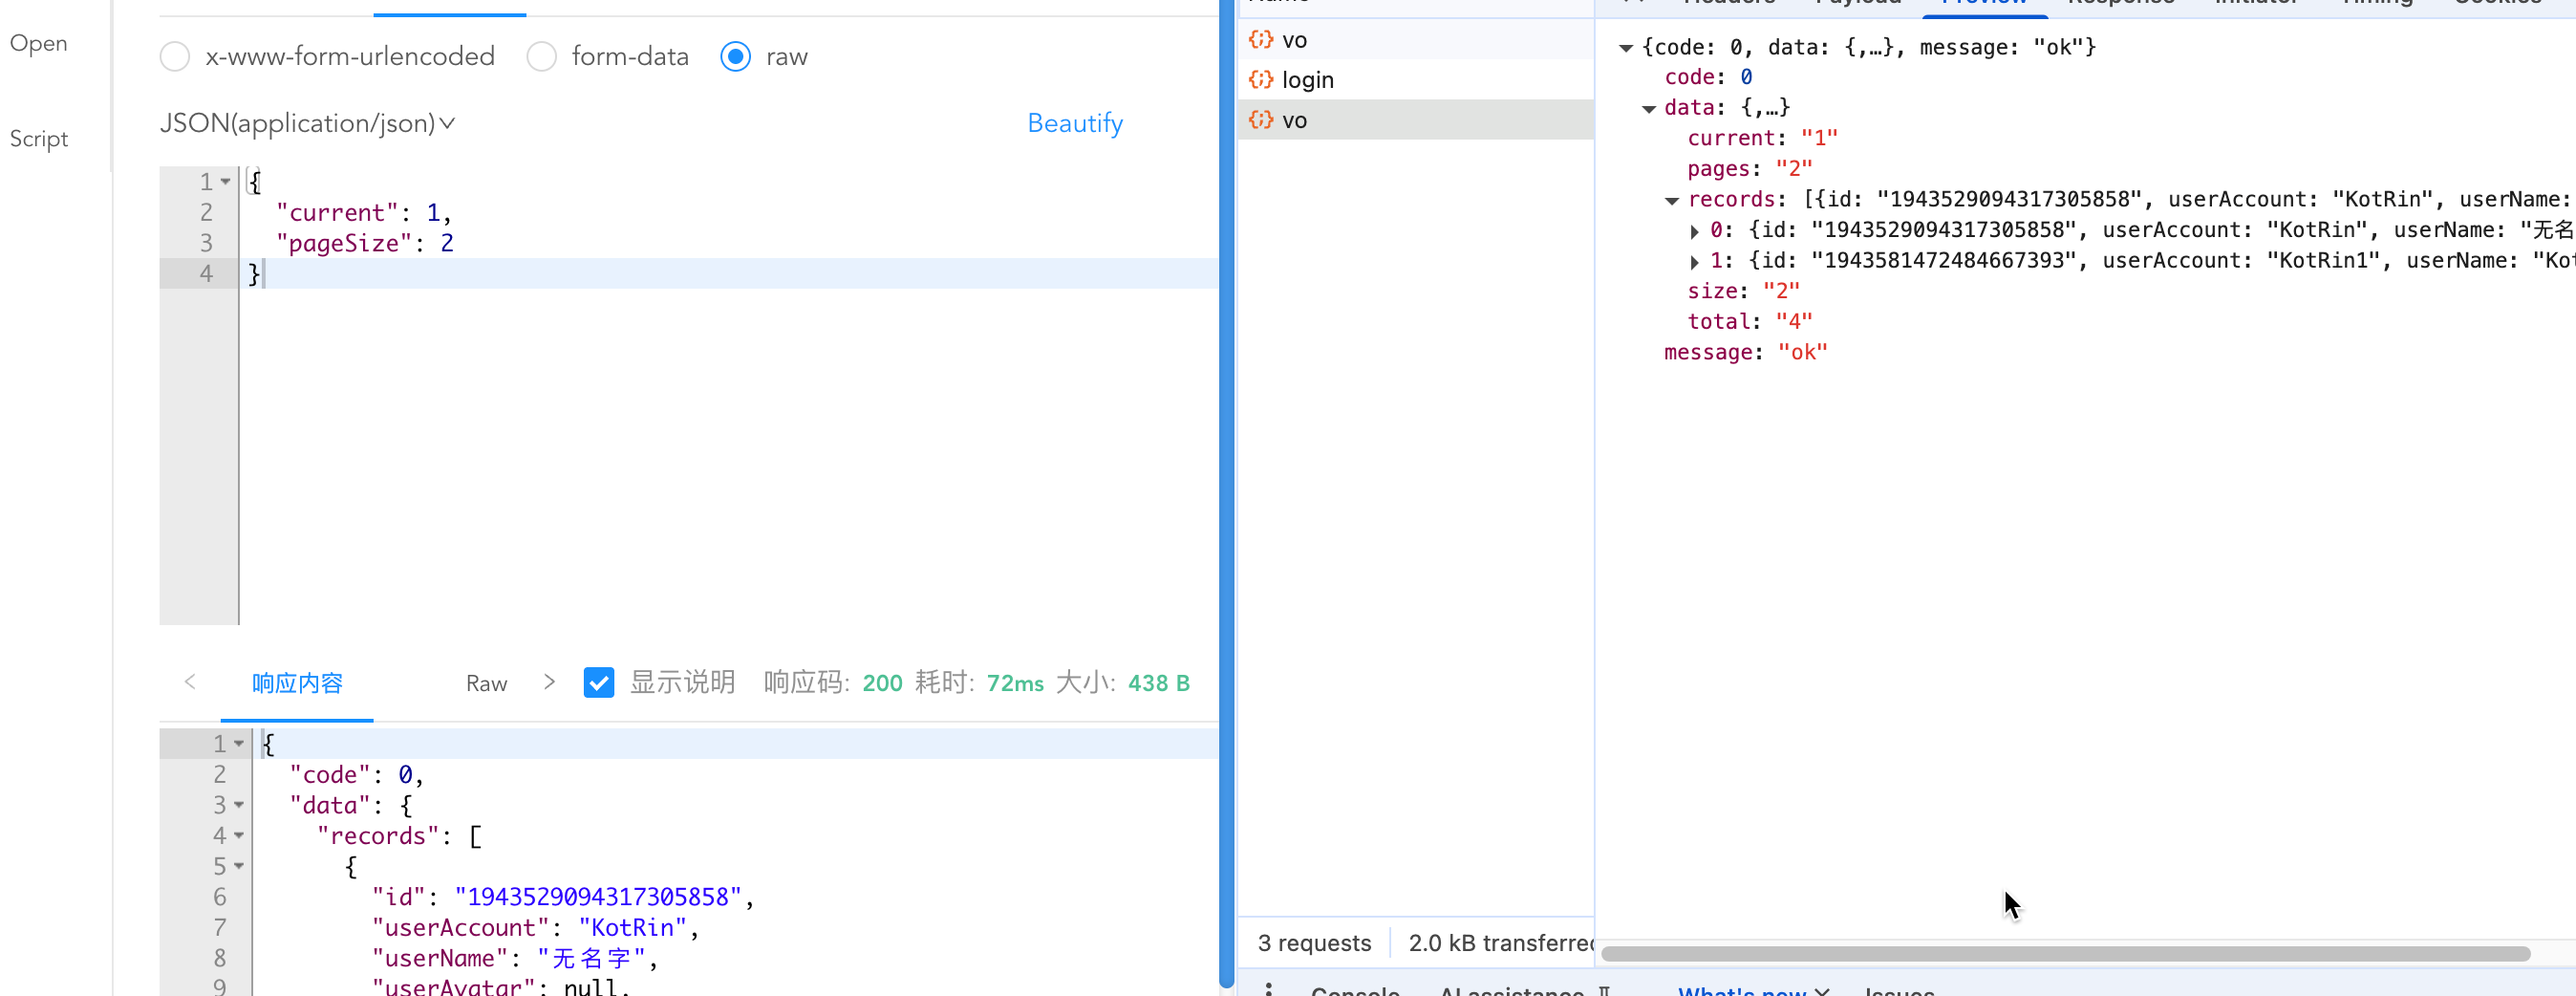 Open
Script
x-www-form-urlencoded form-data raw
JSON(application/json) Beautify
1 {
2 "current": 1,
3 "pageSize": 2
4 }
< 响应内容 Raw > 显示说明 响应码: 200 耗时: 72ms 大小: 438 B
1 {
2 "code": 0,
3 "data": {
4 "records": [
5 {
6 "id": "1943529094317305858",
7 "userAccount": "KotRin",
8 "userName": "无名字",
9 "userAvatar": null,
Name
vo
login
vo
3 requests 2.0 kB transferred
Headers Payload Preview Response Initiator Timing Cookies
{code: 0, data: {,…}, message: "ok"}
code: 0
data: {,…}
current: "1"
pages: "2"
records: [{id: "1943529094317305858", userAccount: "KotRin", userName:
0: {id: "1943529094317305858", userAccount: "KotRin", userName: "无名
1: {id: "1943581472484667393", userAccount: "KotRin1", userName: "Kot
size: "2"
total: "4"
message: "ok"
Console AI assistance What's new Issues